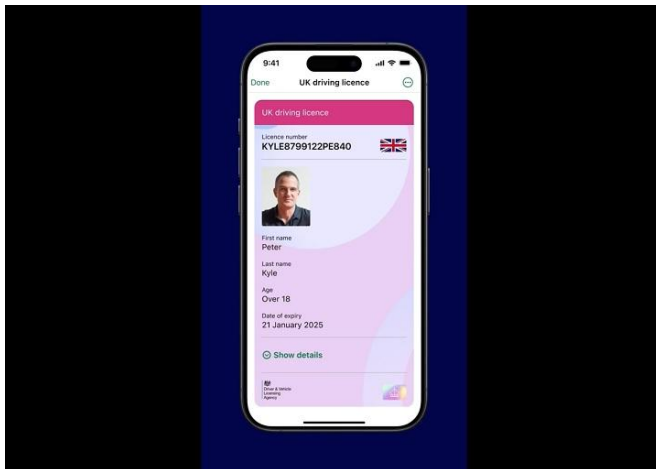 9:41
Done UK driving licence
UK driving licence
Licence number
KYLE8799122PE840
First name
Peter
Last name
Kyle
Age
Over 18
Date of expiry
21 January 2025
Show details
Driver & Vehicle
Licensing
Agency